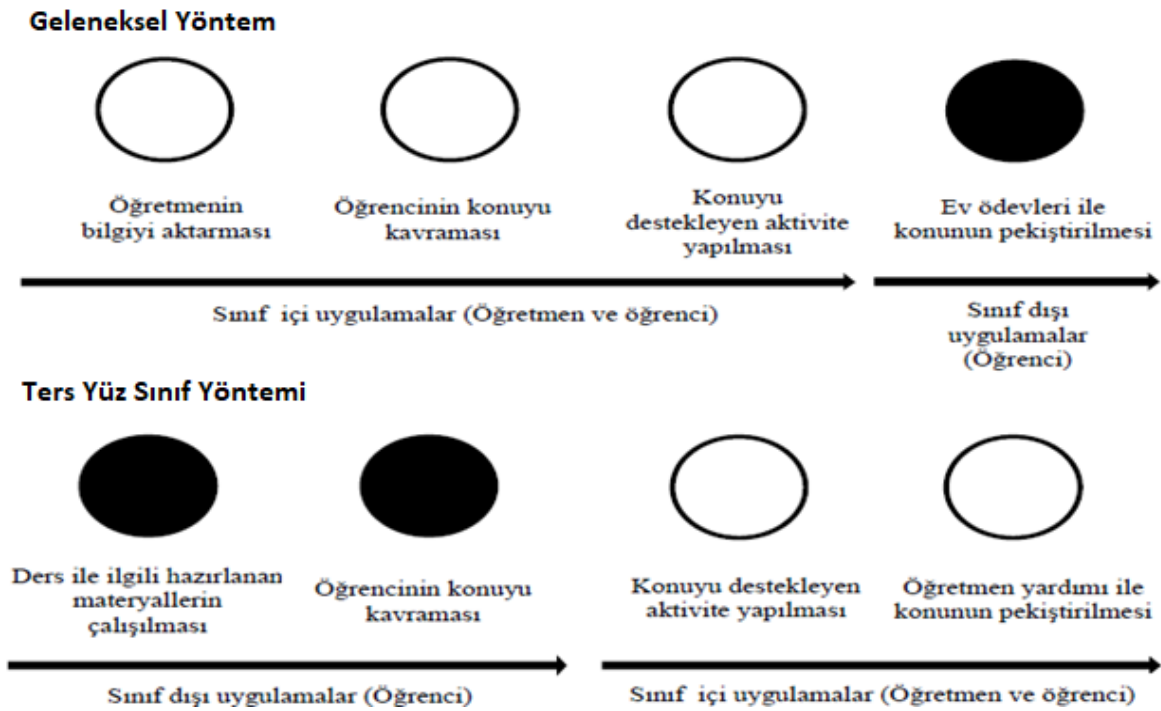 Geleneksel Yöntem
Öğretmenin
bilgiyi aktarması
Öğrencinin konuyu
kavraması
Konuyu
destekleyen aktivite
yapılması
Ev ödevleri ile
konunun pekiştirilmesi
Sınıf içi uygulamalar (Öğretmen ve öğrenci)
Sınıf dışı
uygulamalar
(Öğrenci)
Ters Yüz Sınıf Yöntemi
Ders ile ilgili hazırlanan
materyallerin
çalışılması
Öğrencinin konuyu
kavraması
Konuyu destekleyen
aktivite yapılması
Öğretmen yardımı ile
konunun pekiştirilmesi
Sınıf dışı uygulamalar (Öğrenci)
Sınıf içi uygulamalar (Öğretmen ve öğrenci)